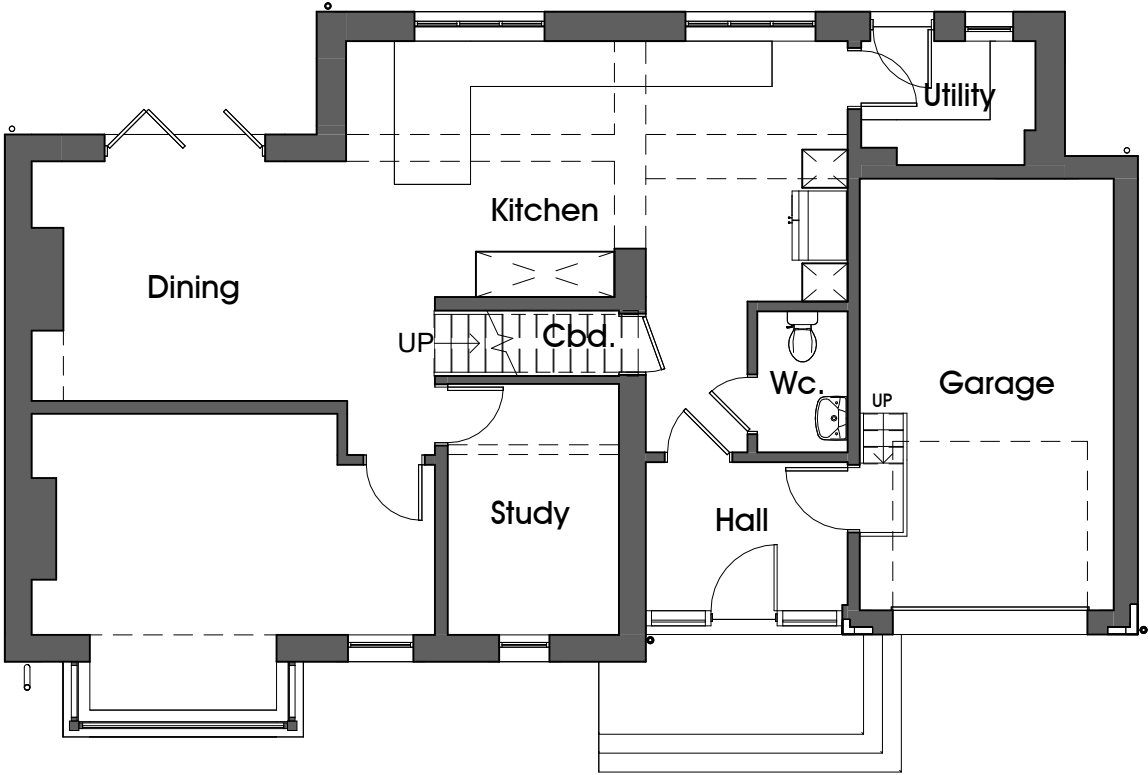 Utility
Kitchen
Dining
UP
Cbd.
Wc.
Garage
UP
Study
Hall